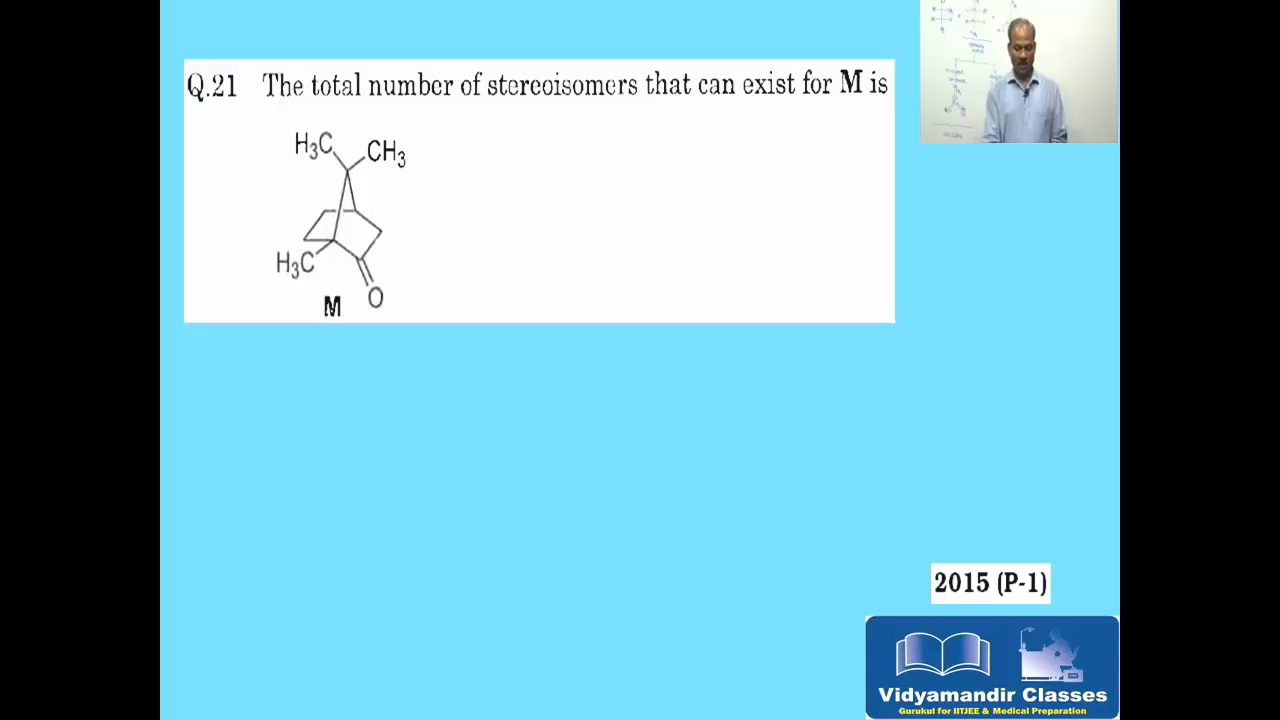 Q.21 The total number of stereoisomers that can exist for M is
H₃C CH₃
H₃C
O
M
2015 (P-1)
Vidyamandir Classes
Gurukul for IITJEE & Medical Preparation